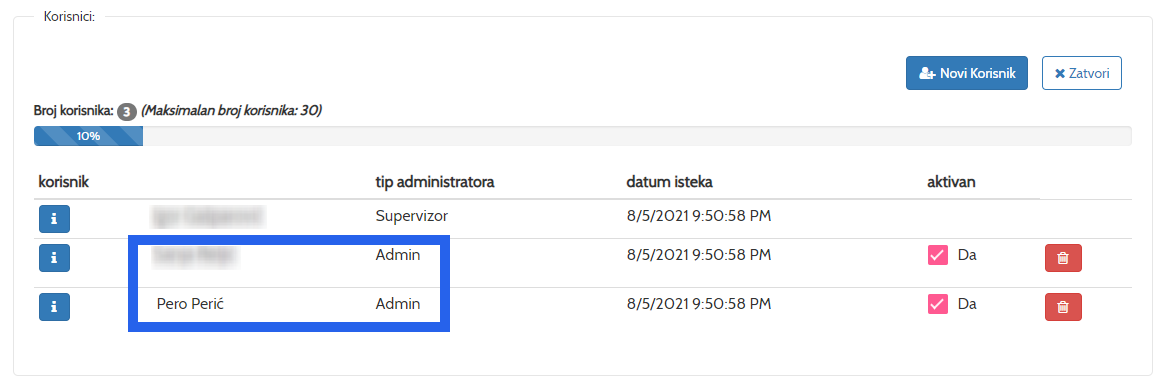 Korisnici:
Novi Korisnik
Zatvori
Broj korisnika: 3 (Maksimalan broj korisnika: 30)
10%
korisnik tip administratora datum isteka aktivan
Supervizor 8/5/2021 9:50:58 PM
Admin 8/5/2021 9:50:58 PM Da
Pero Perić Admin 8/5/2021 9:50:58 PM Da